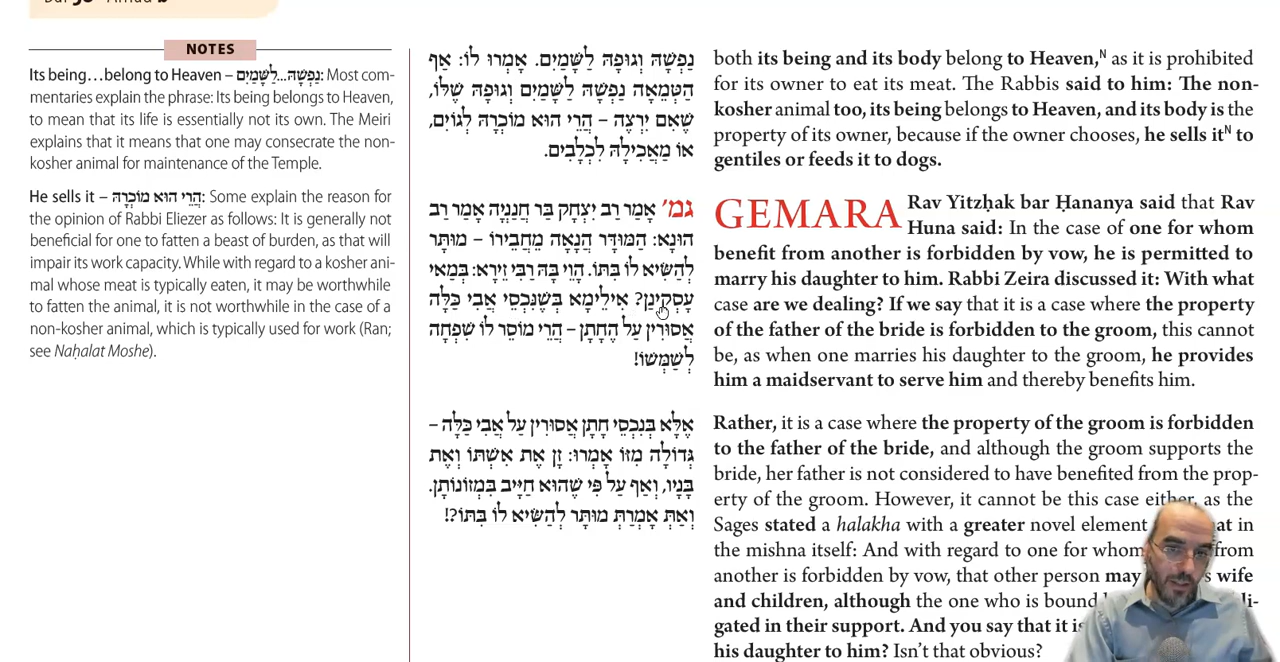 NOTES
Its being…belong to Heaven – נַפְשָׁהּ...לַשָּׁמַיִם: Most com-
mentaries explain the phrase: Its being belongs to Heaven,
to mean that its life is essentially not its own. The Meiri
explains that it means that one may consecrate the non-
kosher animal for maintenance of the Temple.
He sells it – הֲרֵי הוּא מוֹכְרָהּ: Some explain the reason for
the opinion of Rabbi Eliezer as follows: It is generally not
beneficial for one to fatten a beast of burden, as that will
impair its work capacity. While with regard to a kosher ani-
mal whose meat is typically eaten, it may be worthwhile
to fatten the animal, it is not worthwhile in the case of a
non-kosher animal, which is typically used for work (Ran;
see Naḥalat Moshe).
נַפְשָׁהּ וְגוּפָהּ לַשָּׁמַיִם. אָמְרוּ לוֹ: אַף
הַטְּמֵאָה נַפְשָׁהּ לַשָּׁמַיִם וְגוּפָהּ שֶׁלּוֹ,
שֶׁאִם יִרְצֶה – הֲרֵי הוּא מוֹכְרָהּ לְגוֹיִם,
אוֹ מַאֲכִילָהּ לִכְלָבִים.
גמ׳ אָמַר רַב יִצְחָק בַּר חֲנַנְיָה אָמַר רַב
הוּנָא: הַמּוּדָּר הֲנָאָה מֵחֲבֵירוֹ – מוּתָּר
לְהַשִּׂיא לוֹ בִּתּוֹ. הָוֵי בַּהּ רַבִּי זֵירָא: בְּמַאי
עָסְקִינַן? אִילֵימָא בְּשֶׁנִּכְסֵי אֲבִי כַלָּה
אֲסוּרִין עַל הֶחָתָן – הֲרֵי מוֹסֵר לוֹ שִׁפְחָה
לְשַׁמְּשׁוֹ!
אֶלָּא בְּנִכְסֵי חָתָן אֲסוּרִין עַל אֲבִי כַּלָּה –
גְּדוֹלָה מִזּוֹ אָמְרוּ: זָן אֶת אִשְׁתּוֹ וְאֶת
בָּנָיו, וְאַף עַל פִּי שֶׁהוּא חַיָּיב בִּמְזוֹנוֹתָן.
וְאַתְּ אָמְרַתְּ מוּתָּר לְהַשִּׂיא לוֹ בִּתּוֹ?!
both its being and its body belong to Heaven,ᴺ as it is prohibited
for its owner to eat its meat. The Rabbis said to him: The non-
kosher animal too, its being belongs to Heaven, and its body is the
property of its owner, because if the owner chooses, he sells itᴺ to
gentiles or feeds it to dogs.
GEMARA Rav Yitzḥak bar Ḥananya said that Rav
Huna said: In the case of one for whom
benefit from another is forbidden by vow, he is permitted to
marry his daughter to him. Rabbi Zeira discussed it: With what
case are we dealing? If we say that it is a case where the property
of the father of the bride is forbidden to the groom, this cannot
be, as when one marries his daughter to the groom, he provides
him a maidservant to serve him and thereby benefits him.
Rather, it is a case where the property of the groom is forbidden
to the father of the bride, and although the groom supports the
bride, her father is not considered to have benefited from the prop-
erty of the groom. However, it cannot be this case either, as the
Sages stated a halakha with a greater novel element in
the mishna itself: And with regard to one for whom from
another is forbidden by vow, that other person may wife
and children, although the one who is bound
gated in their support. And you say that it is
his daughter to him? Isn't that obvious?